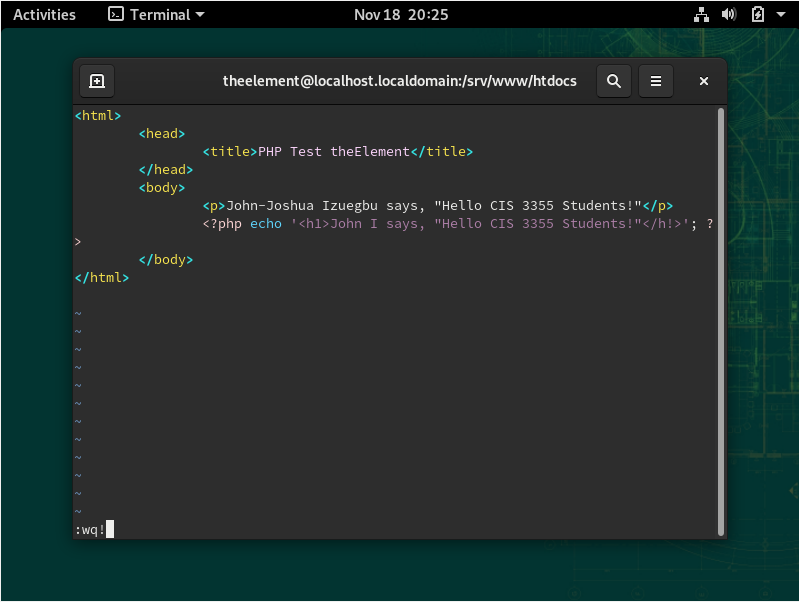 Activities Terminal Nov 18 20:25
theelement@localhost.localdomain:/srv/www/htdocs
<html>
<head>
<title>PHP Test theElement</title>
</head>
<body>
<p>John-Joshua Izuegbu says, "Hello CIS 3355 Students!"</p>
<?php echo '<h1>John I says, "Hello CIS 3355 Students!"</h!>'; ?
>
</body>
</html>
~
~
~
~
~
~
~
~
~
~
~
~
:wq!